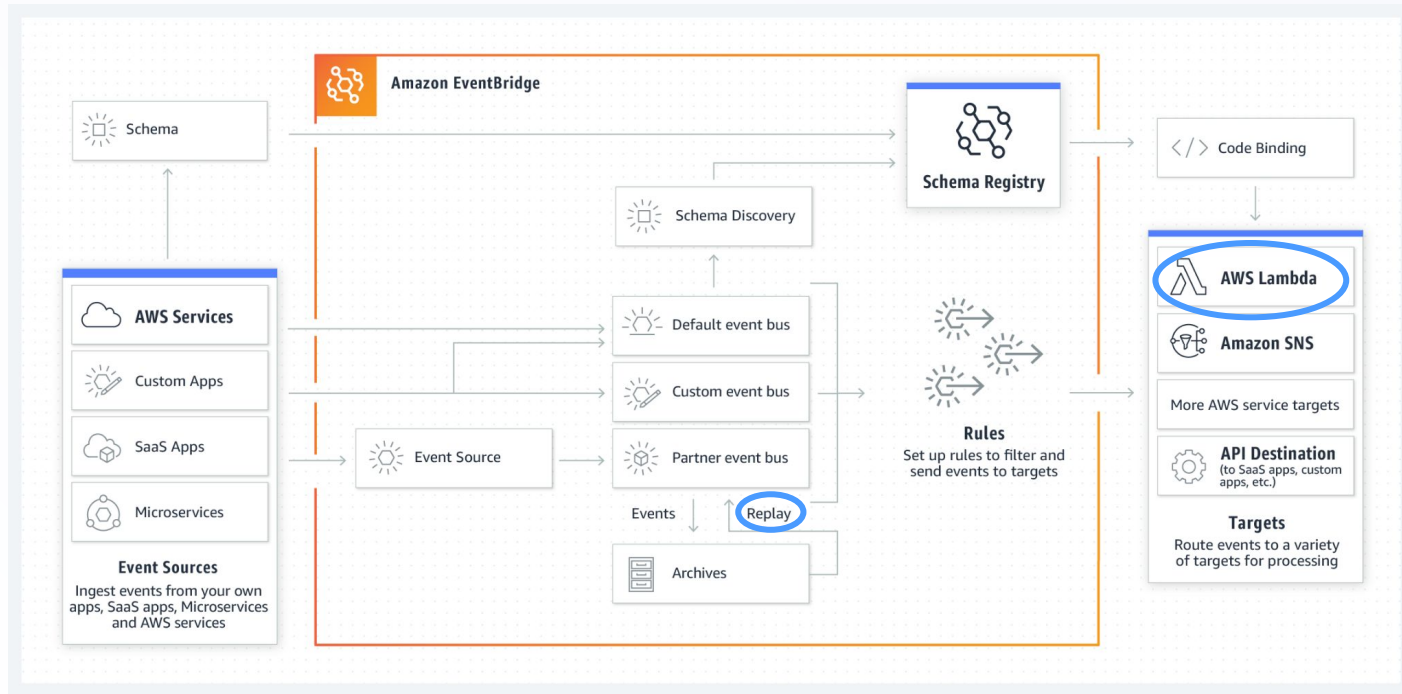 Amazon EventBridge
Schema
Schema Registry
Code Binding
Schema Discovery
AWS Services
Custom Apps
SaaS Apps
Microservices
Event Sources
Ingest events from your own
apps, SaaS apps, Microservices
and AWS services
Event Source
Default event bus
Custom event bus
Partner event bus
Events
Replay
Archives
Rules
Set up rules to filter and
send events to targets
AWS Lambda
Amazon SNS
More AWS service targets
API Destination
(to SaaS apps, custom
apps, etc.)
Targets
Route events to a variety
of targets for processing